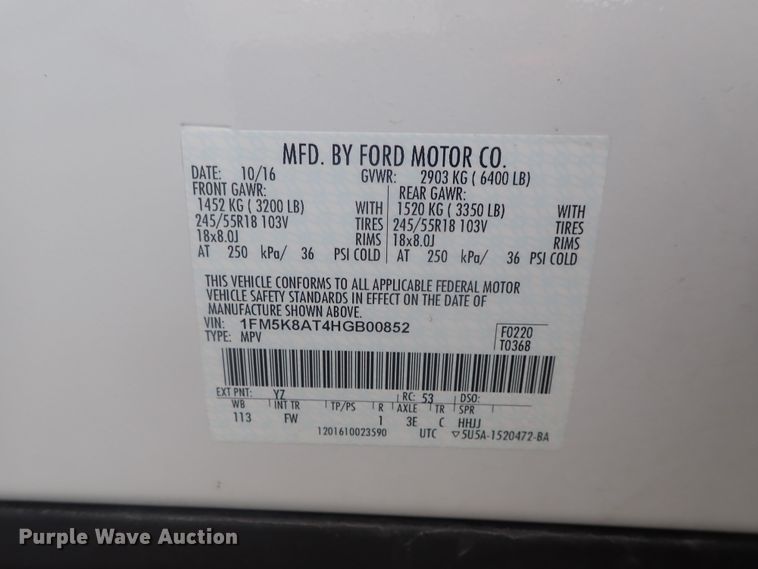 MFD. BY FORD MOTOR CO.
DATE: 10/16 GVWR: 2903 KG ( 6400 LB)
FRONT GAWR: REAR GAWR:
1452 KG ( 3200 LB) WITH 1520 KG ( 3350 LB) WITH
245/55R18 103V TIRES 245/55R18 103V TIRES
18x8.0J RIMS 18x8.0J RIMS
AT 250 kPa/ 36 PSI COLD AT 250 kPa/ 36 PSI COLD
THIS VEHICLE CONFORMS TO ALL APPLICABLE FEDERAL MOTOR
VEHICLE SAFETY STANDARDS IN EFFECT ON THE DATE OF
MANUFACTURE SHOWN ABOVE.
VIN: 1FM5K8AT4HGB00852 F0220
TYPE: MPV T0368
EXT PNT: YZ RC: 53 DSO:
WB INT TR TP/PS R AXLE TR SPR
113 FW 1 3E C HHJJ
1201610023590 UTC ▽5U5A-1520472-BA
Purple Wave Auction